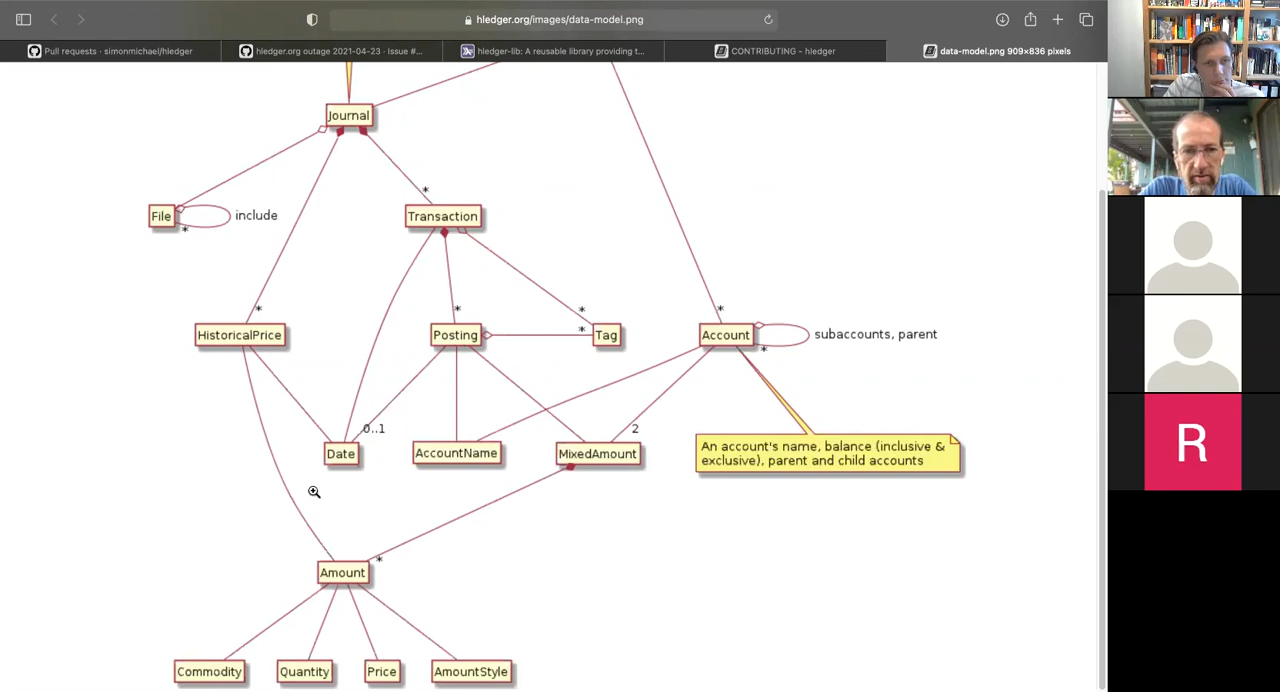 hledger.org/images/data-model.png
Pull requests · simonmichael/hledger
hledger.org outage 2021-04-23 · Issue #...
hledger-lib: A reusable library providing t...
CONTRIBUTING - hledger
data-model.png 909×836 pixels
Journal
*
File
include
*
Transaction
*
*
*
*
HistoricalPrice
Posting
*
Tag
Account
subaccounts, parent
*
0..1
2
Date
AccountName
MixedAmount
An account's name, balance (inclusive &
exclusive), parent and child accounts
*
Amount
Commodity
Quantity
Price
AmountStyle
R